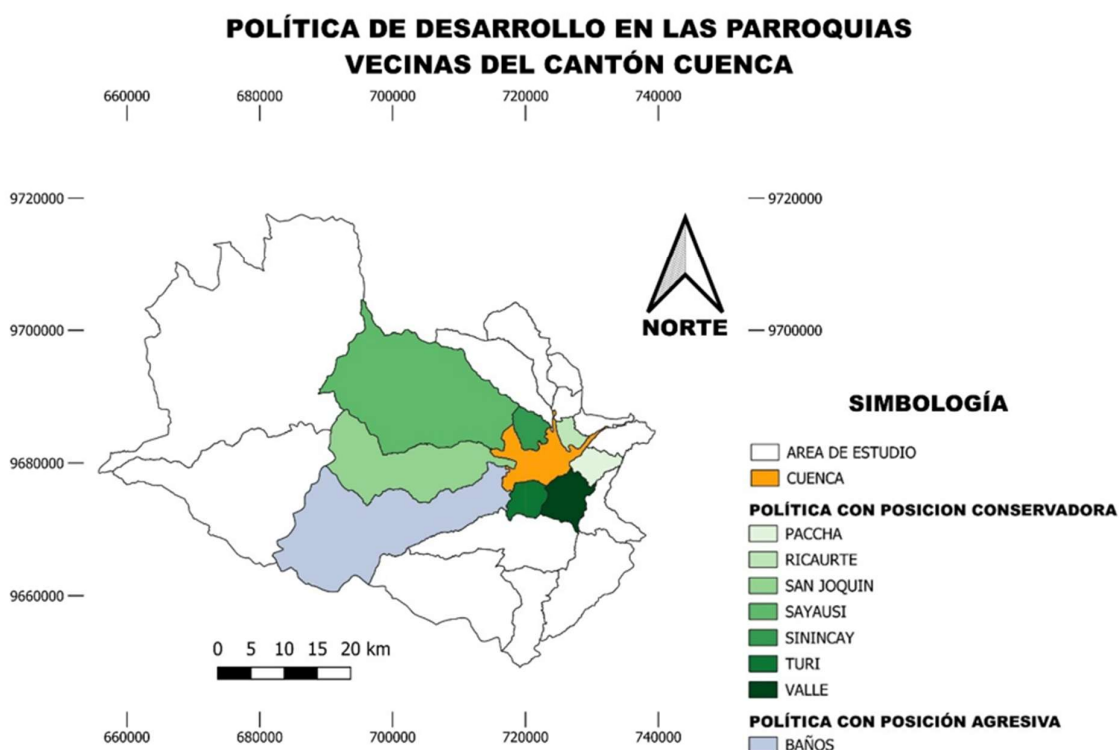 POLÍTICA DE DESARROLLO EN LAS PARROQUIAS
VECINAS DEL CANTÓN CUENCA
660000 680000 700000 720000 740000
9720000 9720000
NORTE
9700000 9700000
SIMBOLOGÍA
AREA DE ESTUDIO
9680000
CUENCA
POLÍTICA CON POSICION CONSERVADORA
PACCHA
RICAURTE
SAN JOQUIN
9660000
SAYAUSI
SININCAY
0 5 10 15 20 km
TURI
VALLE
POLÍTICA CON POSICIÓN AGRESIVA
BAÑOS
660000 680000 700000 720000 740000